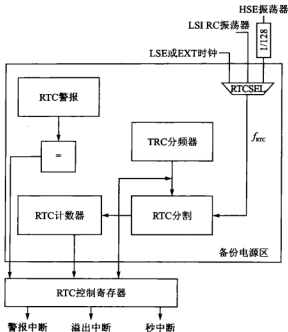 HSE振荡器
LSI RC振荡器
1/128
LSE或EXT时钟
RTCSEL
RTC警报
fRTC
TRC分频器
=
RTC计数器
RTC分割
备份电源区
RTC控制寄存器
警报中断
溢出中断
秒中断